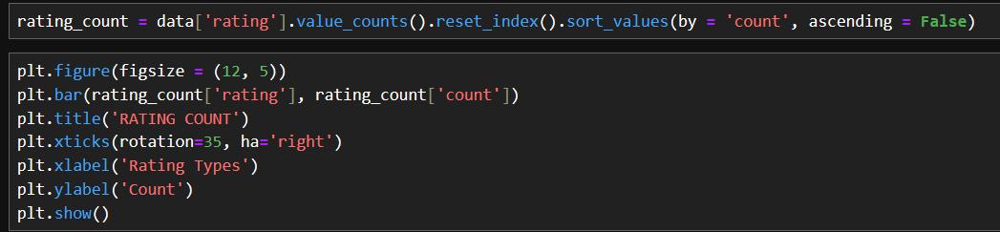 rating_count = data['rating'].value_counts().reset_index().sort_values(by = 'count', ascending = False)
plt.figure(figsize = (12, 5))
plt.bar(rating_count['rating'], rating_count['count'])
plt.title('RATING COUNT')
plt.xticks(rotation=35, ha='right')
plt.xlabel('Rating Types')
plt.ylabel('Count')
plt.show()